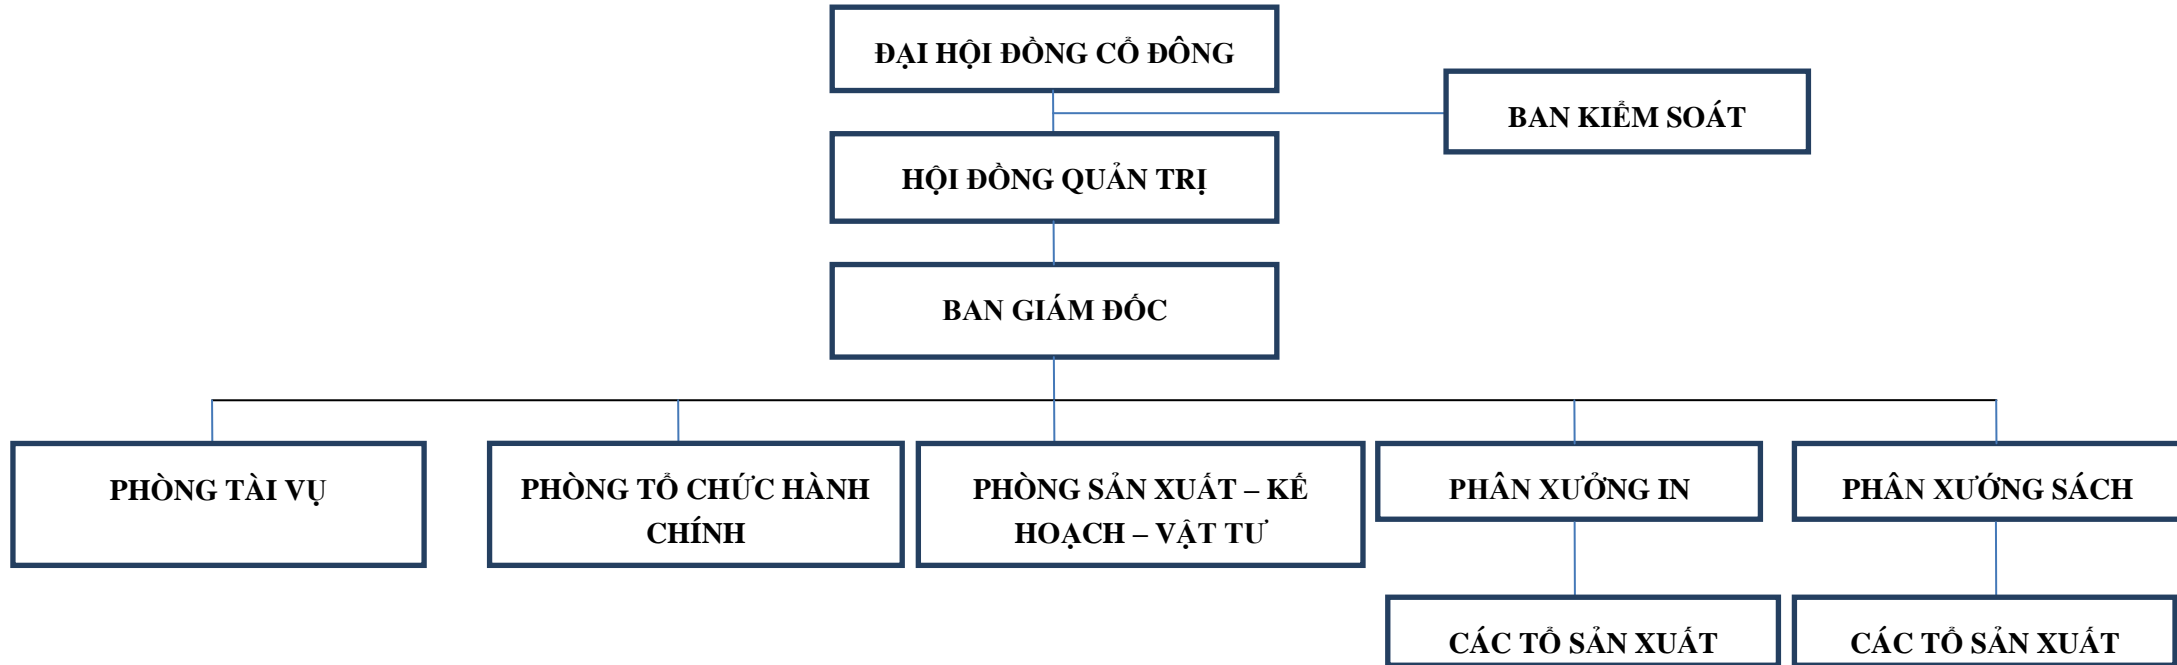 ĐẠI HỘI ĐỒNG CỔ ĐÔNG
BAN KIỂM SOÁT
HỘI ĐỒNG QUẢN TRỊ
BAN GIÁM ĐỐC
PHÒNG TÀI VỤ
PHÒNG TỔ CHỨC HÀNH
CHÍNH
PHÒNG SẢN XUẤT – KẾ
HOẠCH – VẬT TƯ
PHÂN XƯỞNG IN
PHÂN XƯỚNG SÁCH
CÁC TỔ SẢN XUẤT
CÁC TỔ SẢN XUẤT